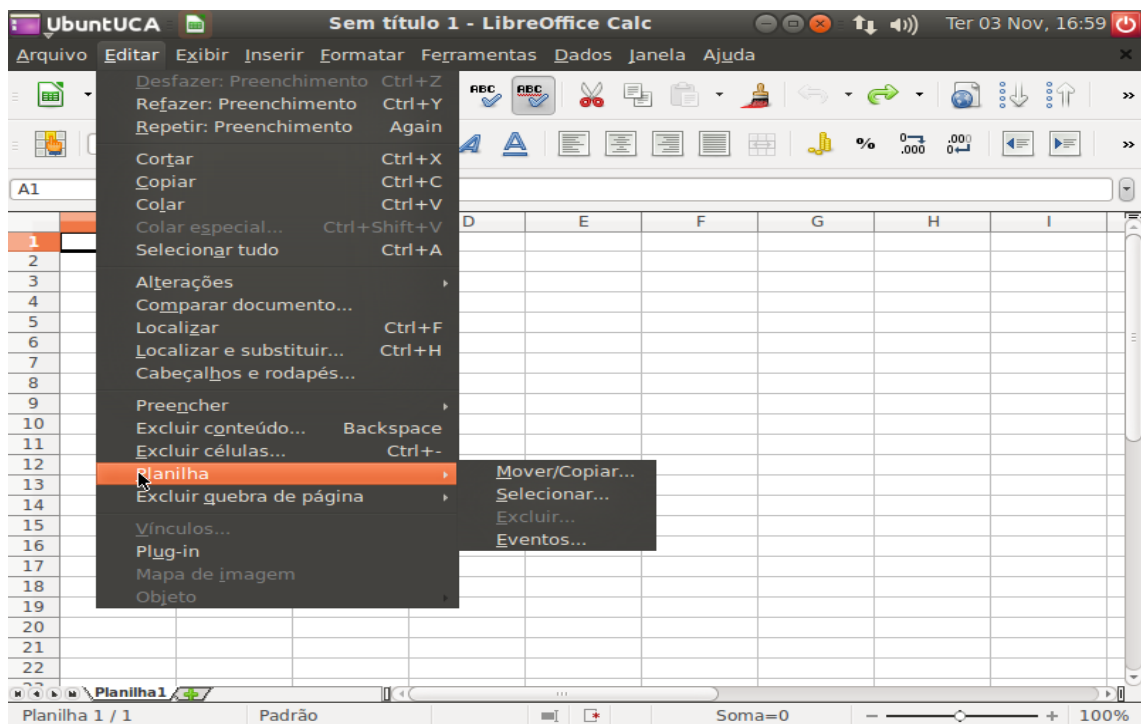 UbuntUCA Sem título 1 - LibreOffice Calc Ter 03 Nov, 16:59
Arquivo Editar Exibir Inserir Formatar Ferramentas Dados Janela Ajuda
Desfazer: Preenchimento Ctrl+Z
Refazer: Preenchimento Ctrl+Y
Repetir: Preenchimento Again
Cortar Ctrl+X
Copiar Ctrl+C
Colar Ctrl+V
Colar especial... Ctrl+Shift+V
Selecionar tudo Ctrl+A
Alterações
Comparar documento...
Localizar Ctrl+F
Localizar e substituir... Ctrl+H
Cabeçalhos e rodapés...
Preencher
Excluir conteúdo... Backspace
Excluir células... Ctrl+-
Planilha
Excluir quebra de página
Vínculos...
Plug-in
Mapa de imagem
Objeto
Mover/Copiar...
Selecionar...
Excluir...
Eventos...
ABC ABC
A A % 0 .000 .000 0
A1
D E F G H I
1
2
3
4
5
6
7
8
9
10
11
12
13
14
15
16
17
18
19
20
21
22
Planilha1
Planilha 1 / 1 Padrão Soma=0 100%